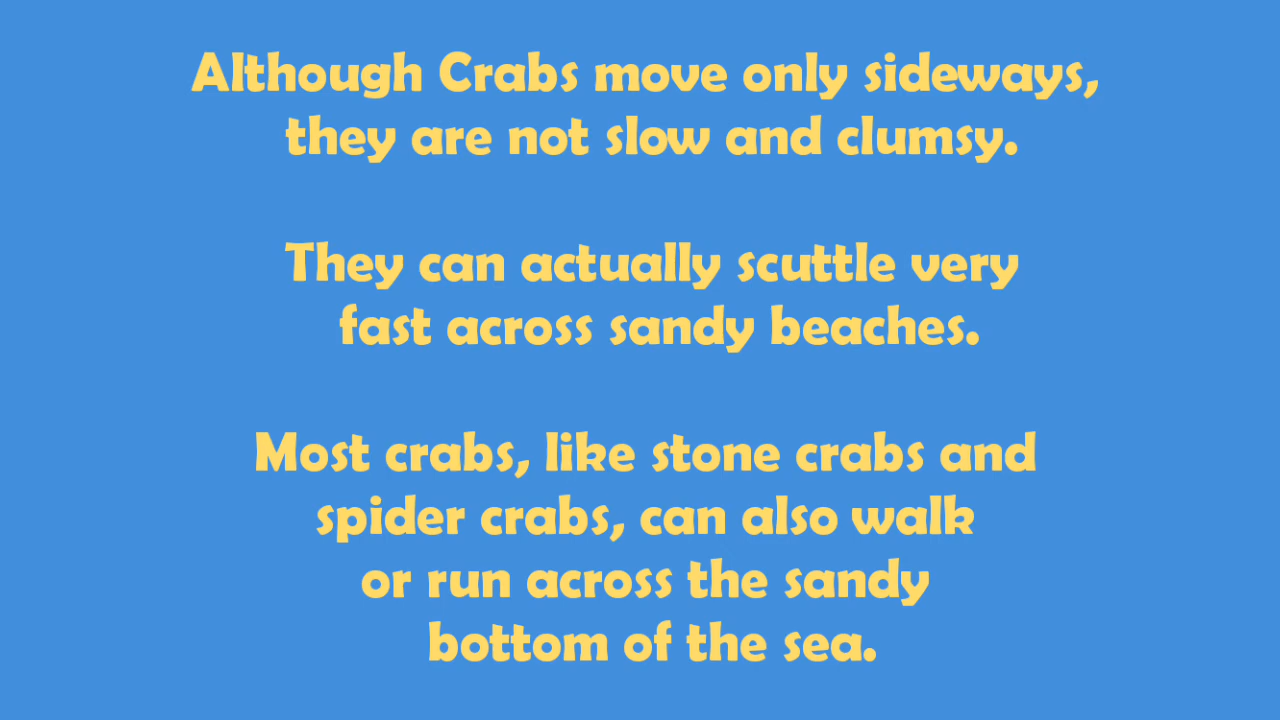 Although Crabs move only sideways,
they are not slow and clumsy.
They can actually scuttle very
fast across sandy beaches.
Most crabs, like stone crabs and
spider crabs, can also walk
or run across the sandy
bottom of the sea.